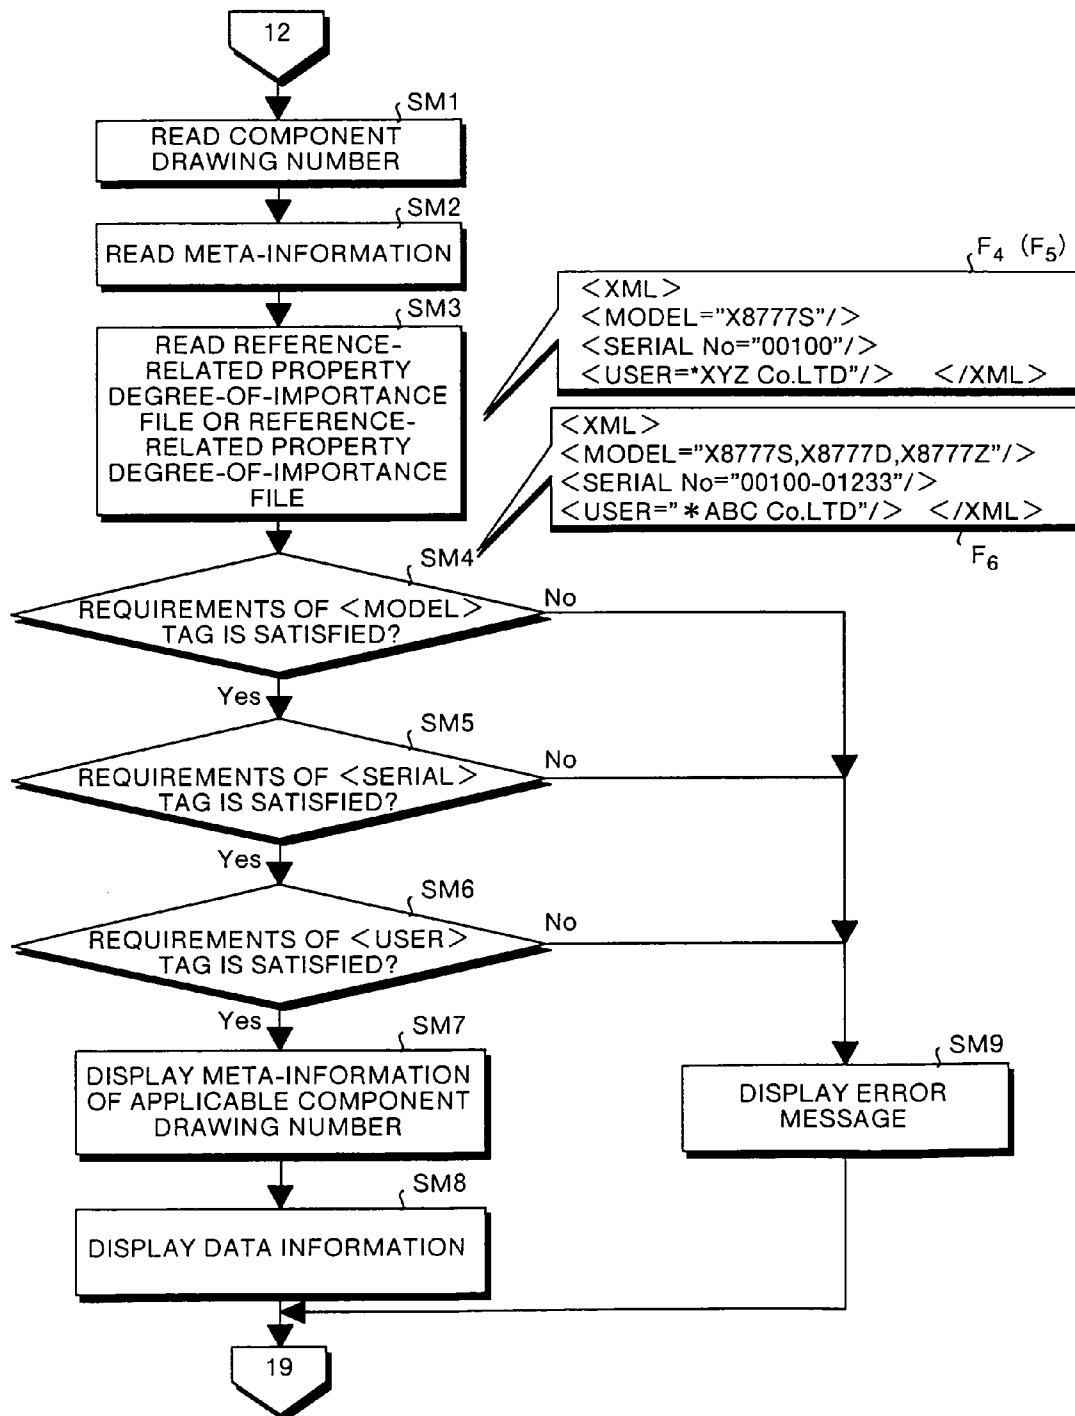 12
SM1
READ COMPONENT
DRAWING NUMBER
SM2
READ META-INFORMATION
SM3
READ REFERENCE-
RELATED PROPERTY
DEGREE-OF-IMPORTANCE
FILE OR REFERENCE-
RELATED PROPERTY
DEGREE-OF-IMPORTANCE
FILE
F4 (F5)
<XML>
<MODEL="X8777S"/>
<SERIAL No="00100"/>
<USER=*XYZ Co.LTD"/> </XML>
<XML>
<MODEL="X8777S,X8777D,X8777Z"/>
<SERIAL No="00100-01233"/>
<USER="*ABC Co.LTD"/> </XML>
F6
SM4
REQUIREMENTS OF <MODEL>
TAG IS SATISFIED?
No
Yes
SM5
REQUIREMENTS OF <SERIAL>
TAG IS SATISFIED?
No
Yes
SM6
REQUIREMENTS OF <USER>
TAG IS SATISFIED?
No
Yes
SM7
DISPLAY META-INFORMATION
OF APPLICABLE COMPONENT
DRAWING NUMBER
SM9
DISPLAY ERROR
MESSAGE
SM8
DISPLAY DATA INFORMATION
19